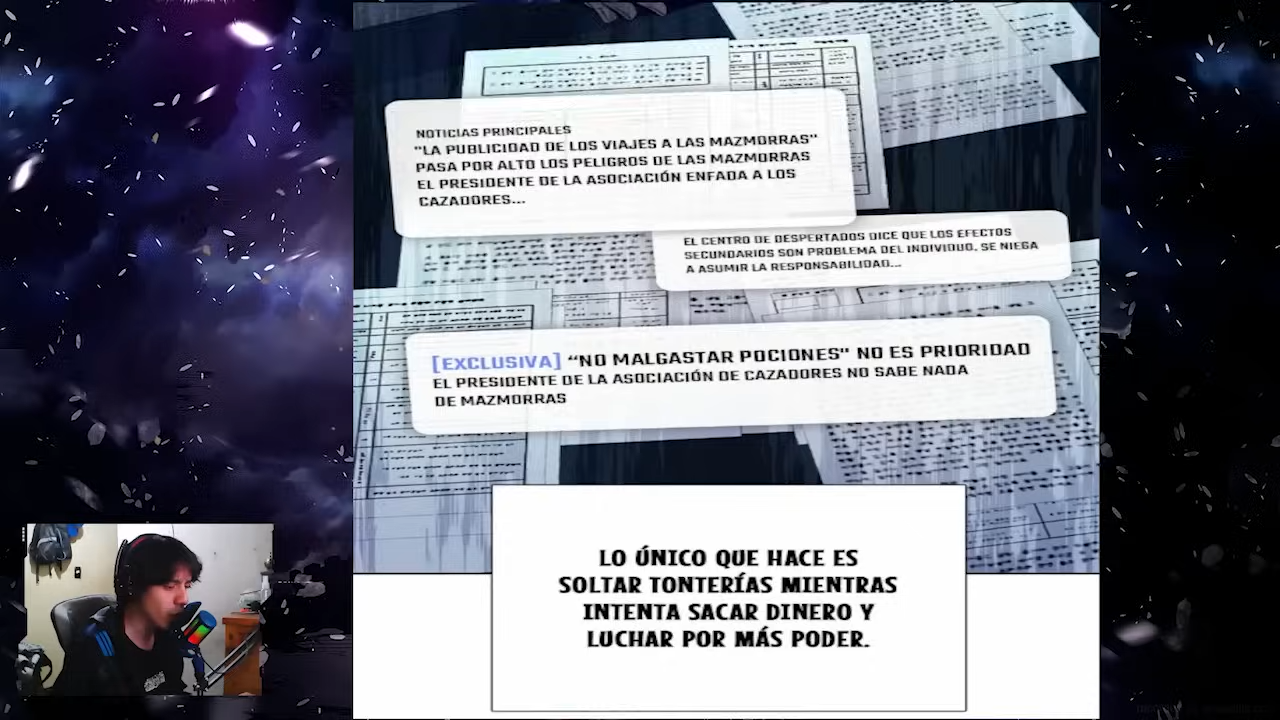 NOTICIAS PRINCIPALES
"LA PUBLICIDAD DE LOS VIAJES A LAS MAZMORRAS"
PASA POR ALTO LOS PELIGROS DE LAS MAZMORRAS
EL PRESIDENTE DE LA ASOCIACIÓN ENFADA A LOS
CAZADORES...
EL CENTRO DE DESPERTADOS DICE QUE LOS EFECTOS
SECUNDARIOS SON PROBLEMA DEL INDIVIDUO, SE NIEGA
A ASUMIR LA RESPONSABILIDAD...
[EXCLUSIVA] “NO MALGASTAR POCIONES" NO ES PRIORIDAD
EL PRESIDENTE DE LA ASOCIACIÓN DE CAZADORES NO SABE NADA
DE MAZMORRAS
LO ÚNICO QUE HACE ES
SOLTAR TONTERÍAS MIENTRAS
INTENTA SACAR DINERO Y
LUCHAR POR MÁS PODER.